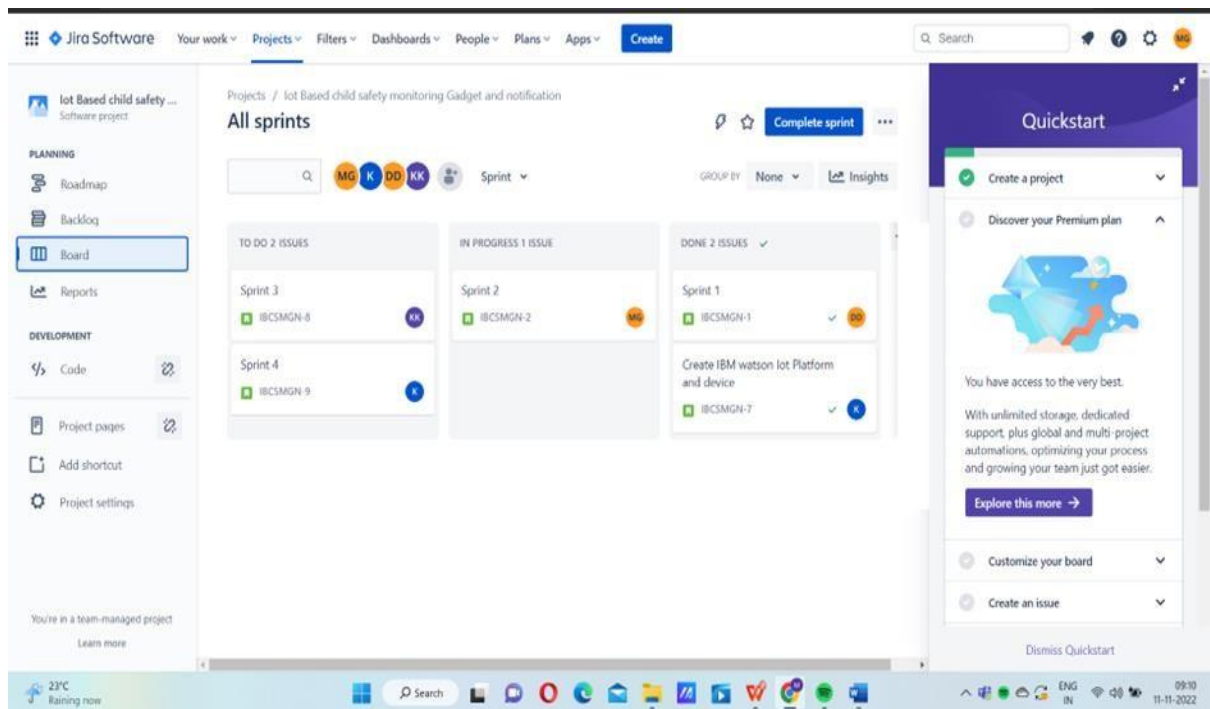 Jira Software Your work Projects Filters Dashboards People Plans Apps Create Search MG
Iot Based child safety ...
Software project
PLANNING
Roadmap
Backlog
Board
Reports
DEVELOPMENT
Code
Project pages
Add shortcut
Project settings
You're in a team-managed project
Learn more
Projects / Iot Based child safety monitoring Gadget and notification
All sprints
Complete sprint
MG K DD KK Sprint GROUP BY None Insights
TO DO 2 ISSUES
Sprint 3
IBCSMGN-8 KK
Sprint 4
IBCSMGN-9 K
IN PROGRESS 1 ISSUE
Sprint 2
IBCSMGN-2 MG
DONE 2 ISSUES
Sprint 1
IBCSMGN-1 DD
Create IBM watson Iot Platform
and device
IBCSMGN-7 K
Quickstart
Create a project
Discover your Premium plan
You have access to the very best.
With unlimited storage, dedicated
support, plus global and multi-project
automations, optimizing your process
and growing your team just got easier.
Explore this more →
Customize your board
Create an issue
Dismiss Quickstart
23°C
Raining now
Search
ENG
IN
09:10
11-11-2022